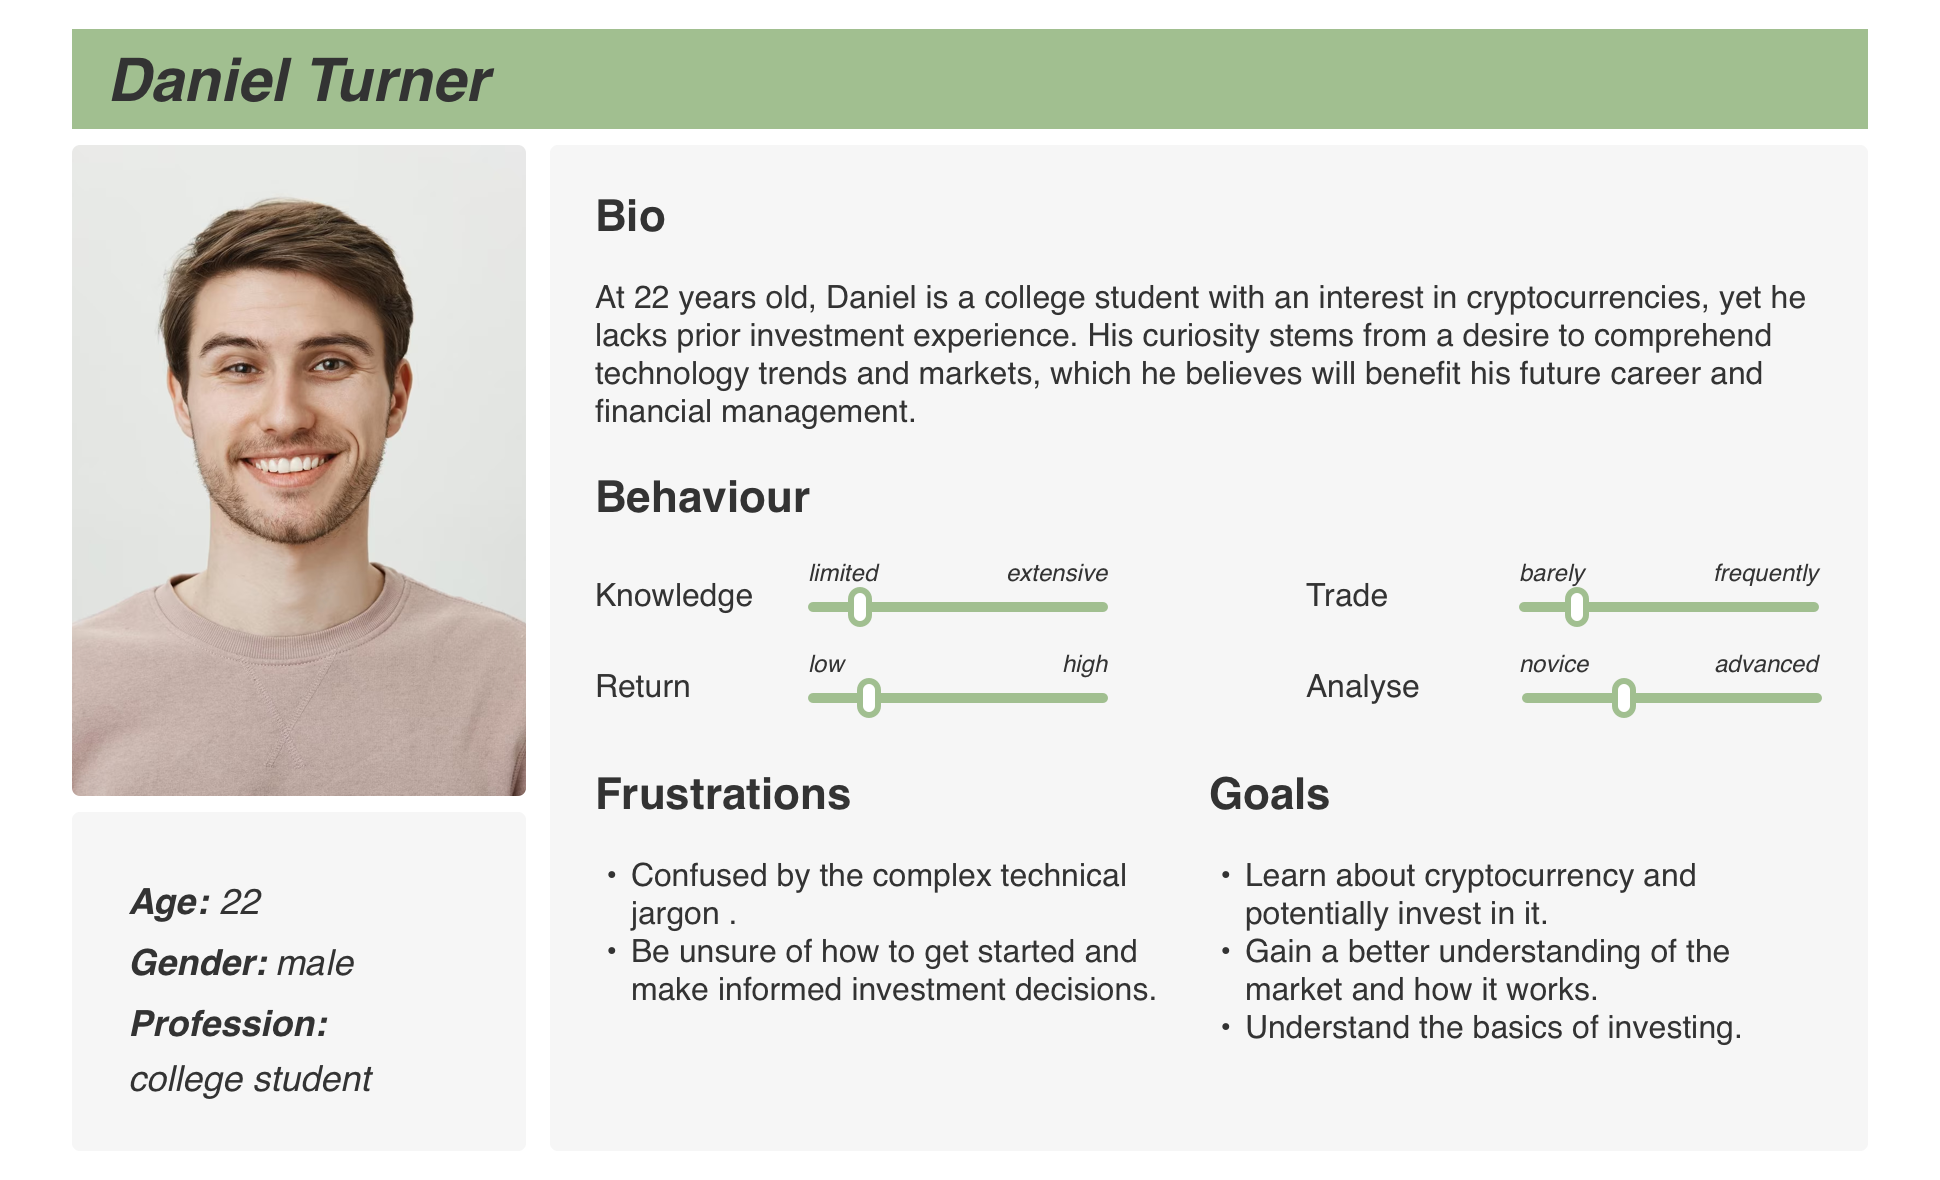 Daniel Turner
Bio
At 22 years old, Daniel is a college student with an interest in cryptocurrencies, yet he
lacks prior investment experience. His curiosity stems from a desire to comprehend
technology trends and markets, which he believes will benefit his future career and
financial management.
Behaviour
Knowledge
limited extensive
Trade
barely frequently
Return
low high
Analyse
novice advanced
Frustrations
• Confused by the complex technical
jargon .
• Be unsure of how to get started and
make informed investment decisions.
Goals
• Learn about cryptocurrency and
potentially invest in it.
• Gain a better understanding of the
market and how it works.
• Understand the basics of investing.
Age: 22
Gender: male
Profession:
college student